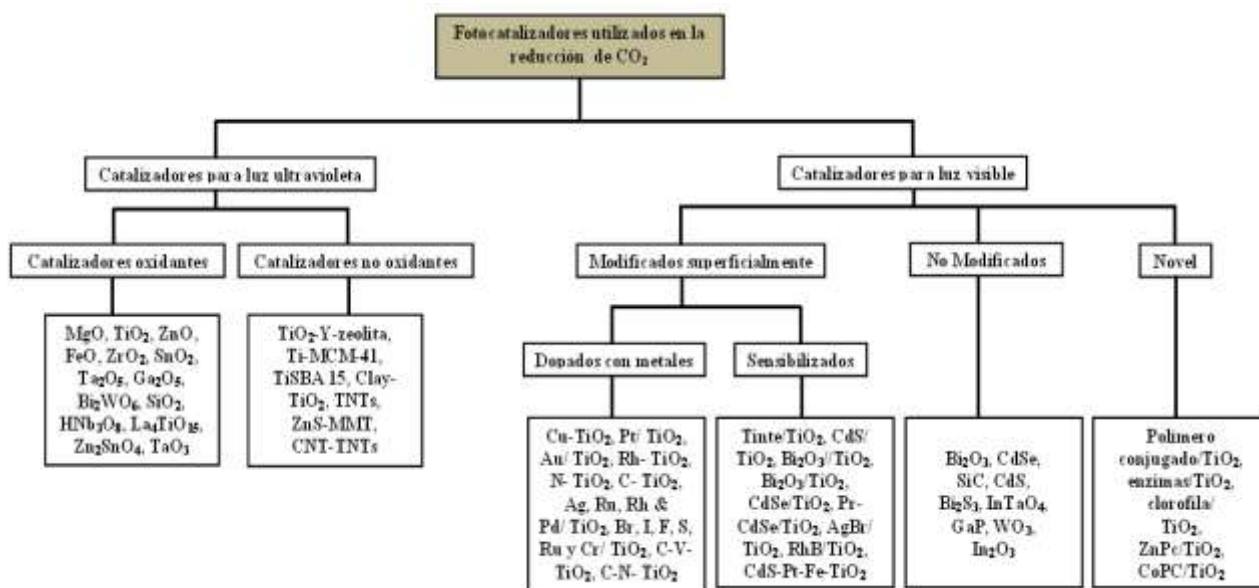 Fotocatalizadores utilizados en la
reducción de CO₂
Catalizadores para luz ultravioleta
Catalizadores para luz visible
Catalizadores oxidantes
Catalizadores no oxidantes
Modificados superficialmente
No Modificados
Novel
MgO, TiO₂, ZnO,
FeO, ZrO₂, SnO₂,
Ta₂O₅, Ga₂O₅,
Bi₂WO₆, SiO₂,
HNb₃O₈, La₄TiO₁₅,
Zn₂SnO₄, TaO₃
TiO₂-Y-zeolita,
Ti-MCM-41,
TiSBA 15, Clay-
TiO₂, TNTs,
ZnS-MMT,
CNT-TNTs
Dopados con metales
Sensibilizados
Cu-TiO₂, Pt/ TiO₂,
Au/ TiO₂, Rh- TiO₂,
N- TiO₂, C- TiO₂,
Ag, Ru, Rh &
Pd/ TiO₂, Br, I, F, S,
Ru y Cr/ TiO₂, C-V-
TiO₂, C-N- TiO₂
Tinte/TiO₂, CdS/
TiO₂, Bi₂O₃//TiO₂,
Bi₂O₃/TiO₂,
CdSe/TiO₂, Pr-
CdSe/TiO₂, AgBr/
TiO₂, RhB/TiO₂,
CdS-Pt-Fe-TiO₂
Bi₂O₃, CdSe,
SiC, CdS,
Bi₂S₃, InTaO₄,
GaP, WO₃,
In₂O₃
Polimero
conjugado/TiO₂,
enzimas/TiO₂,
clorofila/
TiO₂,
ZnPc/TiO₂,
CoPC/TiO₂